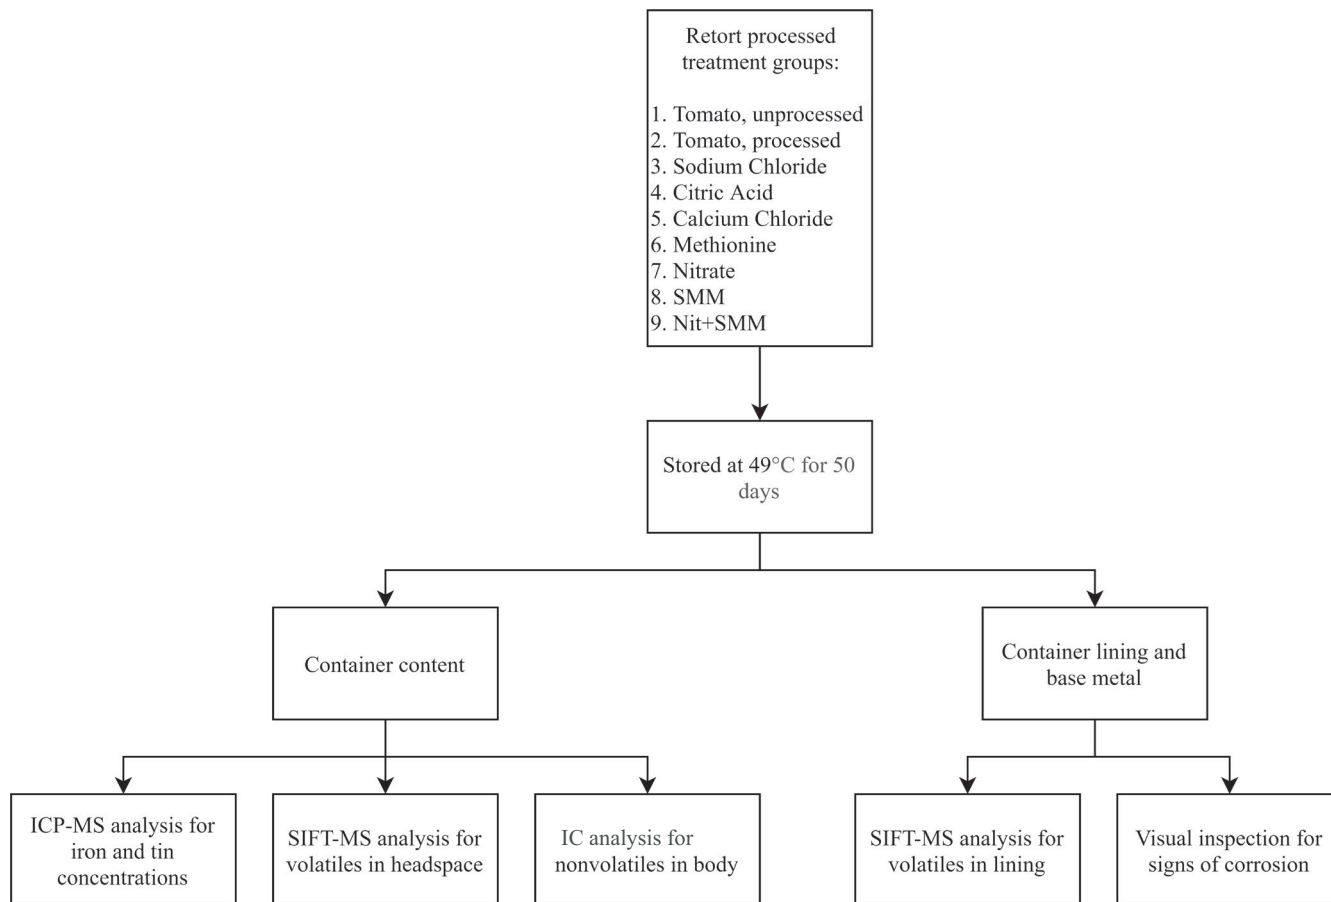 Retort processed
treatment groups:
1. Tomato, unprocessed
2. Tomato, processed
3. Sodium Chloride
4. Citric Acid
5. Calcium Chloride
6. Methionine
7. Nitrate
8. SMM
9. Nit+SMM
Stored at 49°C for 50
days
Container content
Container lining and
base metal
ICP-MS analysis for
iron and tin
concentrations
SIFT-MS analysis for
volatiles in headspace
IC analysis for
nonvolatiles in body
SIFT-MS analysis for
volatiles in lining
Visual inspection for
signs of corrosion